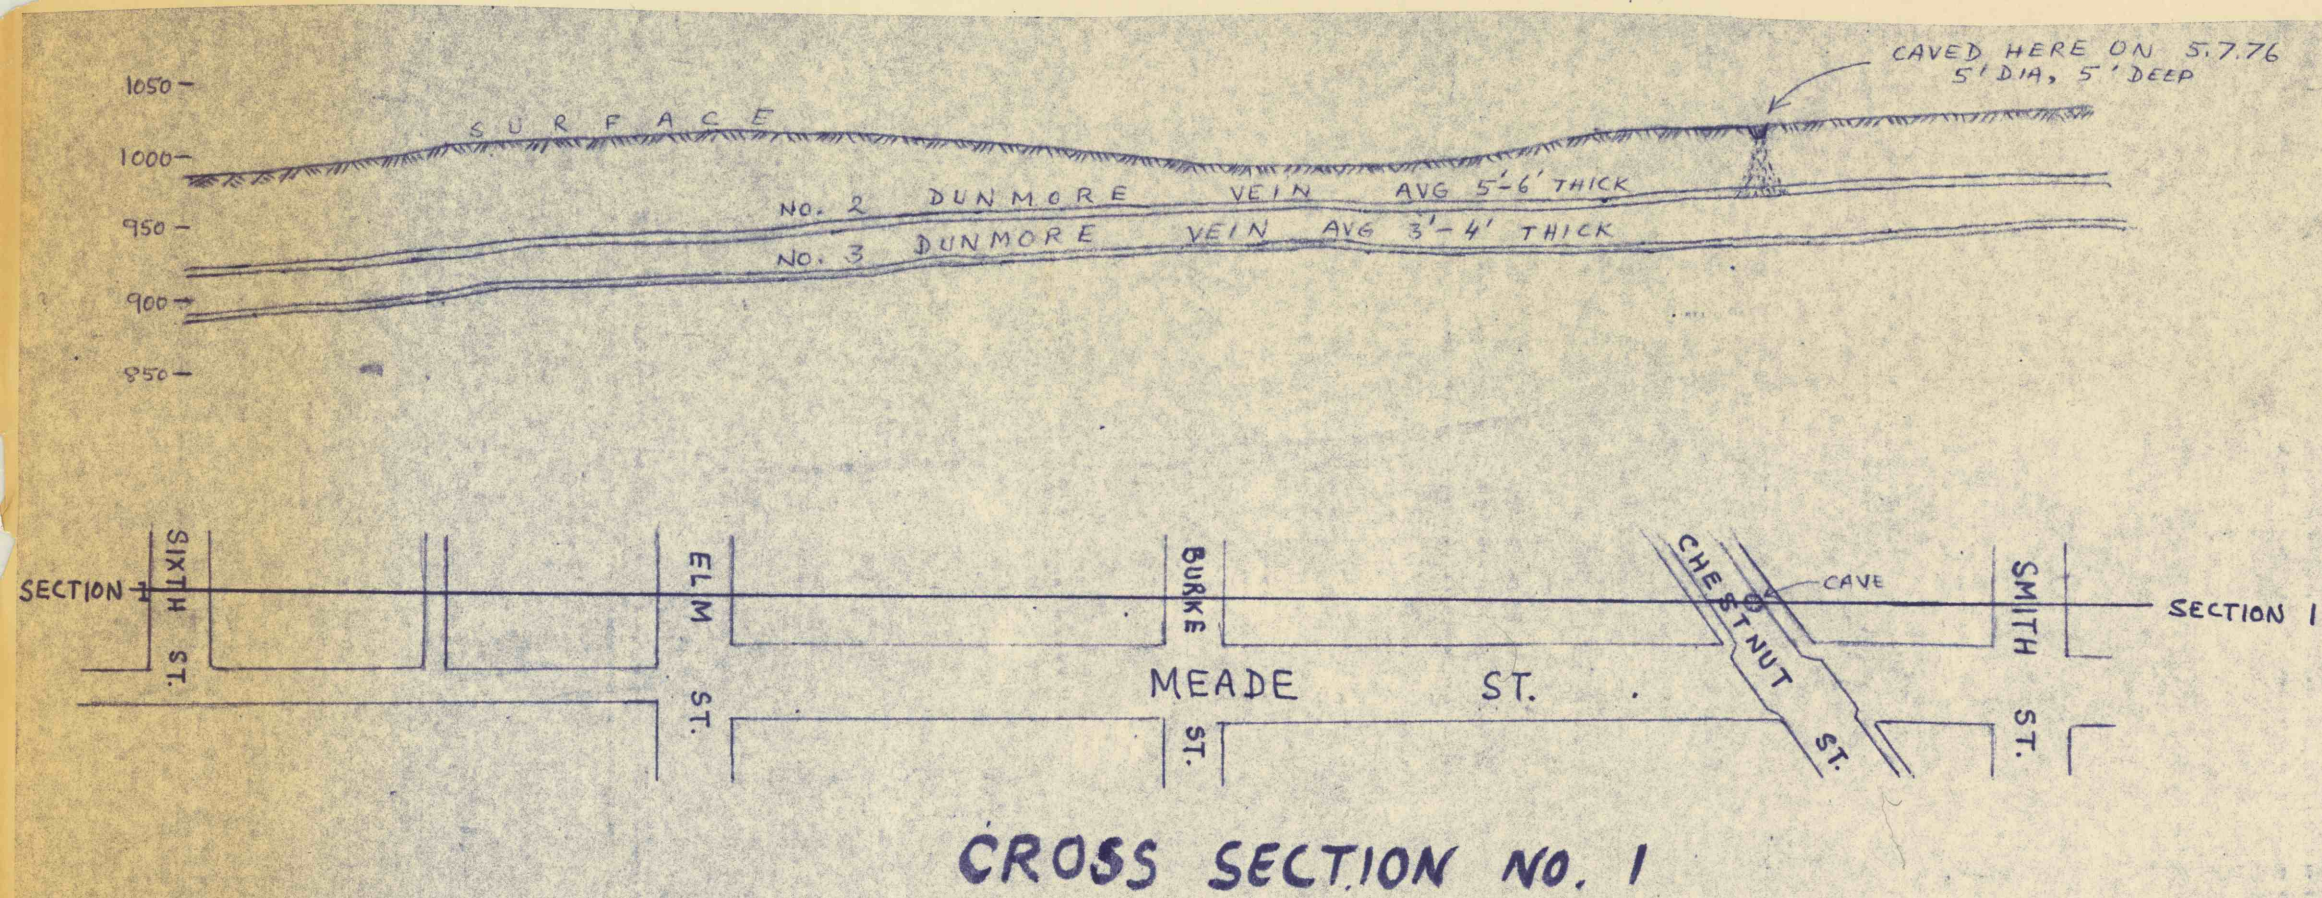 CAVED HERE ON 5.7.76
5' DIA, 5' DEEP
1050
SURFACE
1000
NO. 2 DUNMORE VEIN AVG 5'-6' THICK
950
NO. 3 DUNMORE VEIN AVG 3'-4' THICK
900
850
SECTION 1
SIXTH ST.
ELM ST.
BURKE ST.
CHESTNUT ST.
CAVE
SMITH ST.
SECTION 1
MEADE ST.
CROSS SECTION NO. 1